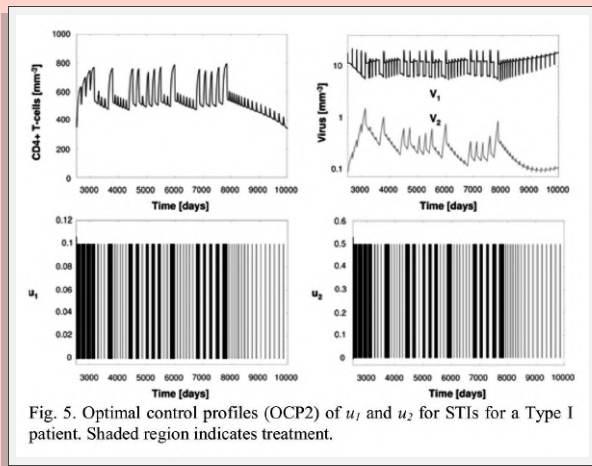 1000
800
600
400
200
0
CD4+ T-cells [mm⁻³]
3000 4000 5000 6000 7000 8000 9000 10000
Time [days]
10
1
0.1
Virus [mm⁻³]
V₁
V₂
3000 4000 5000 6000 7000 8000 9000 10000
Time [days]
0.12
0.1
0.08
0.06
0.04
0.02
0
u₁
3000 4000 5000 6000 7000 8000 9000 10000
Time [days]
0.6
0.5
0.4
0.3
0.2
0.1
0
u₂
3000 4000 5000 6000 7000 8000 9000 10000
Time [days]
Fig. 5. Optimal control profiles (OCP2) of u₁ and u₂ for STIs for a Type I
patient. Shaded region indicates treatment.